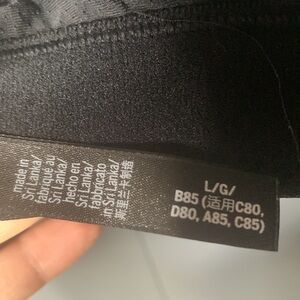 made in
Sri Lanka/
fabriqué au
Sri Lanka/
hecho en
Sri Lanka/
fabricato
in Sri Lanka/
斯里兰卡制造
L/G/
B85 (适用C80,
D80, A85, C85)